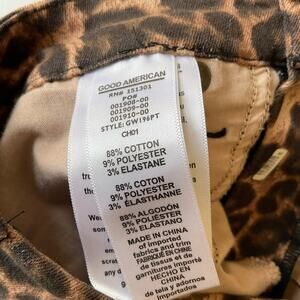 GOOD AMERICAN
RN# 151301
PO#
001908-00
001909-00
001910-00
STYLE: GWI96PT
CH01
88% COTTON
9% POLYESTER
3% ELASTANE
88% COTON
9% POLYESTER
3% ÉLASTHANNE
88% ALGODÓN
9% POLIÉSTER
3% ELASTANO
MADE IN CHINA
of imported
fabrics and trim
FABRIQUÉ EN CHINE
de tissus et de
garnitures importés
HECHO EN
CHINA
de tela y adornos
importados